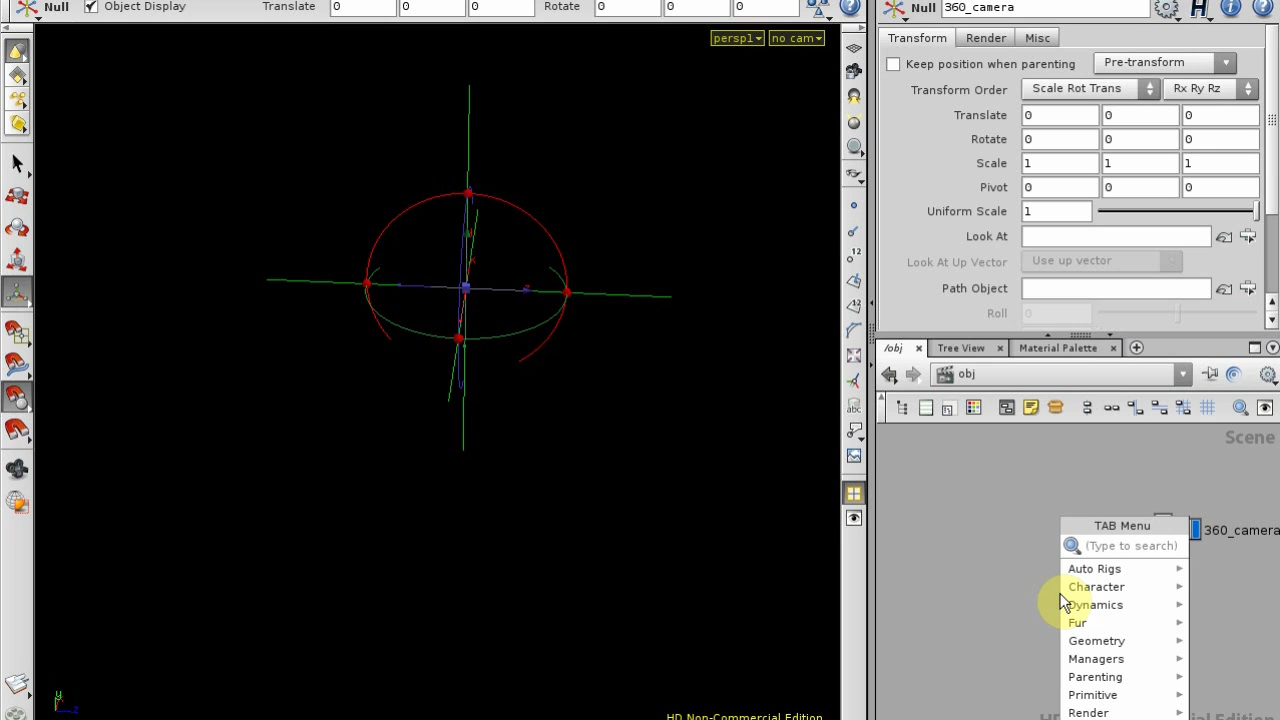 Null Object Display Translate 0 0 0 Rotate 0 0 0
Null 360_camera
persp1 no cam
Transform Render Misc
Keep position when parenting Pre-transform
Transform Order Scale Rot Trans Rx Ry Rz
Translate 0 0 0
Rotate 0 0 0
Scale 1 1 1
Pivot 0 0 0
Uniform Scale 1
Look At
Look At Up Vector Use up vector
Path Object
Roll 0
/obj Tree View Material Palette
obj
Scene
360_camera
TAB Menu
(Type to search)
Auto Rigs
Character
Dynamics
Fur
Geometry
Managers
Parenting
Primitive
Render
12
12
abc
y
z
HD Non-Commercial Edition